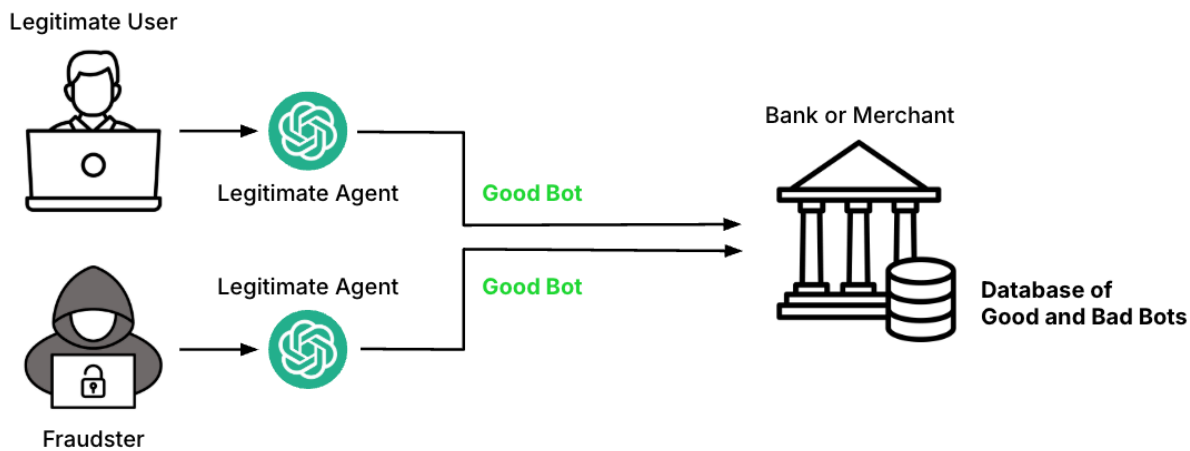 Legitimate User
Legitimate Agent
Good Bot
Bank or Merchant
Legitimate Agent
Good Bot
Database of
Good and Bad Bots
Fraudster